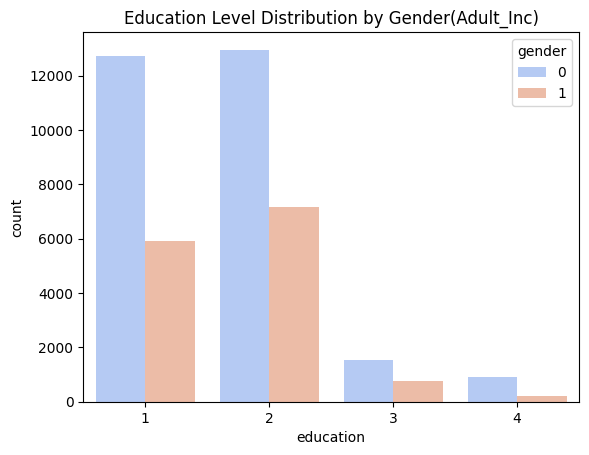 Education Level Distribution by Gender(Adult_Inc)
gender
0
1
12000
10000
8000
6000
4000
2000
0
count
1 2 3 4
education